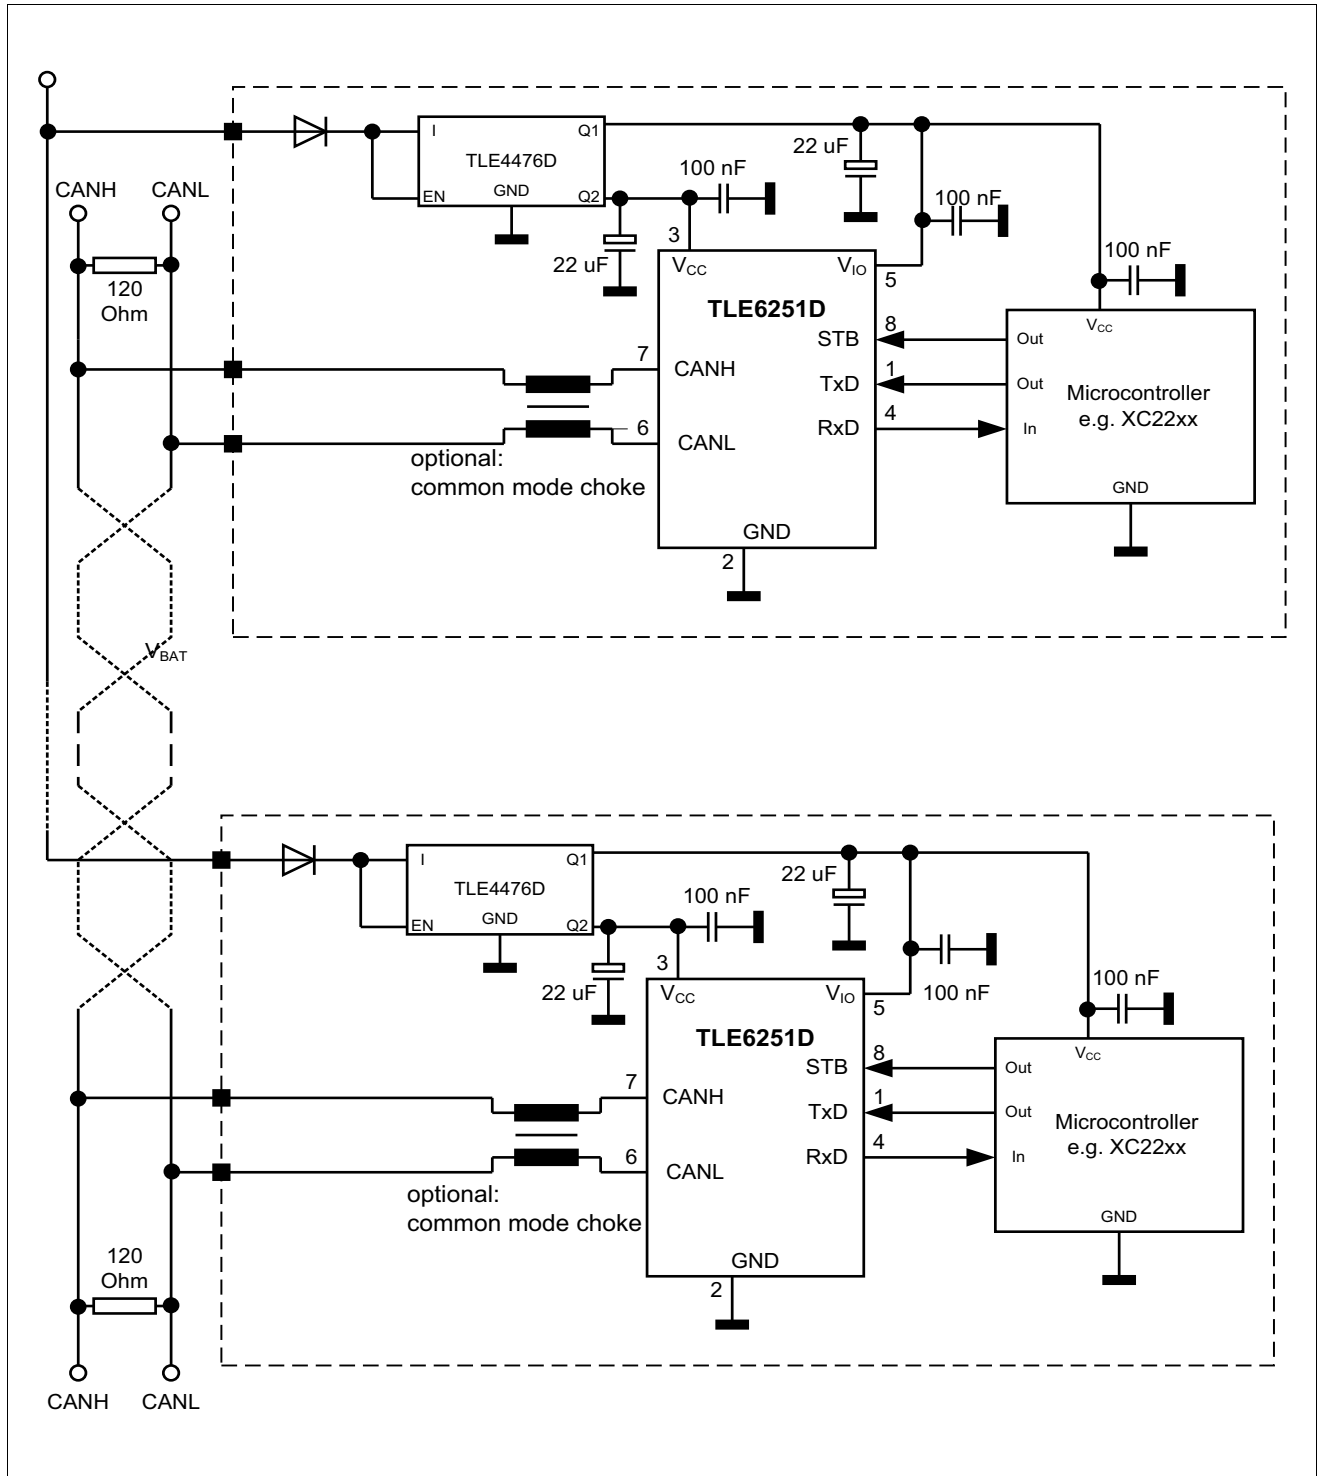 CANH
CANL
120
Ohm
I
Q1
TLE4476D
EN
GND
Q2
100 nF
22 uF
22 uF
100 nF
100 nF
3
VCC
VIO
5
TLE6251D
STB
8
7
CANH
TxD
1
6
CANL
RxD
4
GND
2
VCC
Out
Out
Microcontroller
e.g. XC22xx
In
GND
optional:
common mode choke
VBAT
I
Q1
TLE4476D
EN
GND
Q2
100 nF
22 uF
22 uF
100 nF
100 nF
3
VCC
VIO
5
TLE6251D
STB
8
7
CANH
TxD
1
6
CANL
RxD
4
GND
2
VCC
Out
Out
Microcontroller
e.g. XC22xx
In
GND
optional:
common mode choke
120
Ohm
CANH
CANL